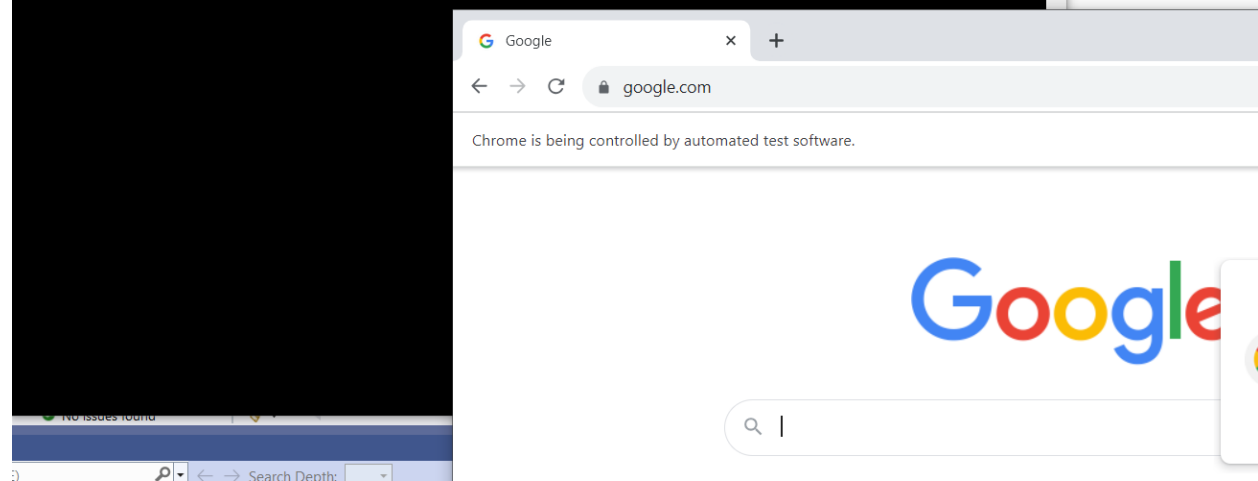 Google
google.com
Chrome is being controlled by automated test software.
Google
No issues found
Search Depth: